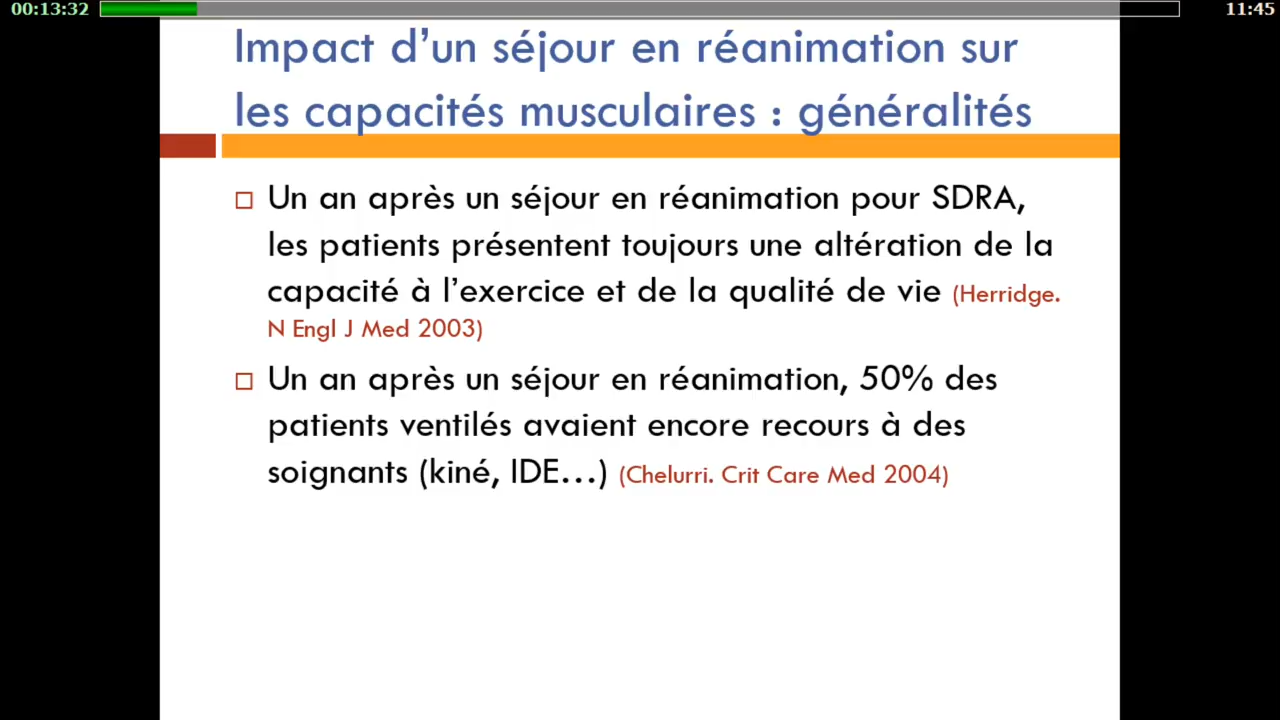 00:13:32
11:45
Impact d’un séjour en réanimation sur
les capacités musculaires : généralités
Un an après un séjour en réanimation pour SDRA,
les patients présentent toujours une altération de la
capacité à l’exercice et de la qualité de vie (Herridge.
N Engl J Med 2003)
Un an après un séjour en réanimation, 50% des
patients ventilés avaient encore recours à des
soignants (kiné, IDE…) (Chelurri. Crit Care Med 2004)